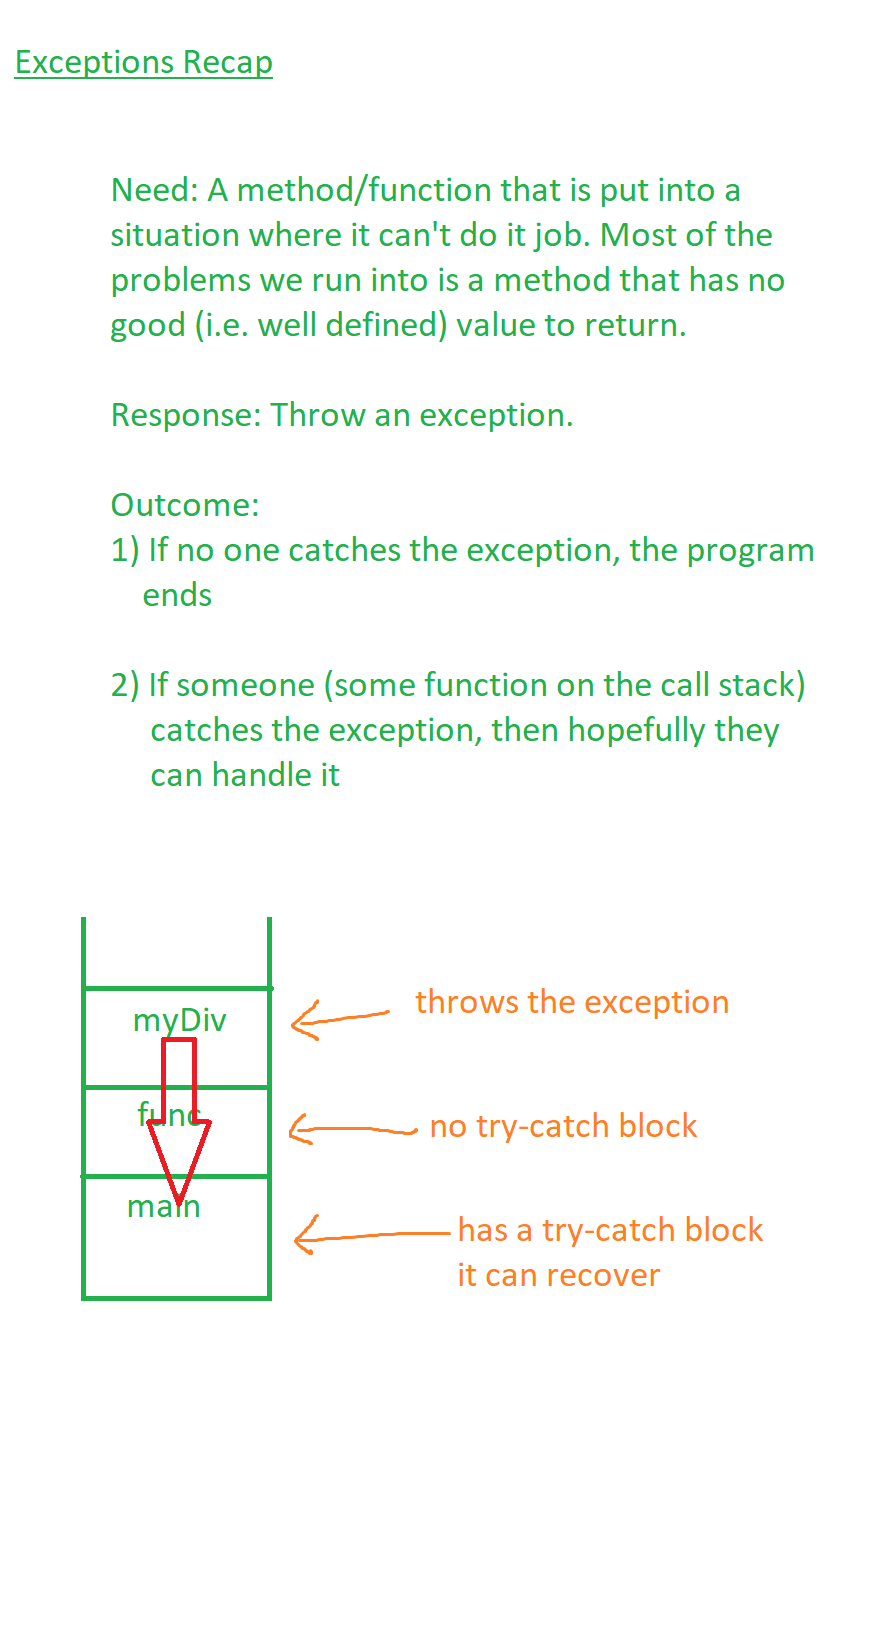 Exceptions Recap
Need: A method/function that is put into a
situation where it can't do it job. Most of the
problems we run into is a method that has no
good (i.e. well defined) value to return.
Response: Throw an exception.
Outcome:
1) If no one catches the exception, the program
ends
2) If someone (some function on the call stack)
catches the exception, then hopefully they
can handle it
myDiv
throws the exception
func
no try-catch block
main
has a try-catch block
it can recover